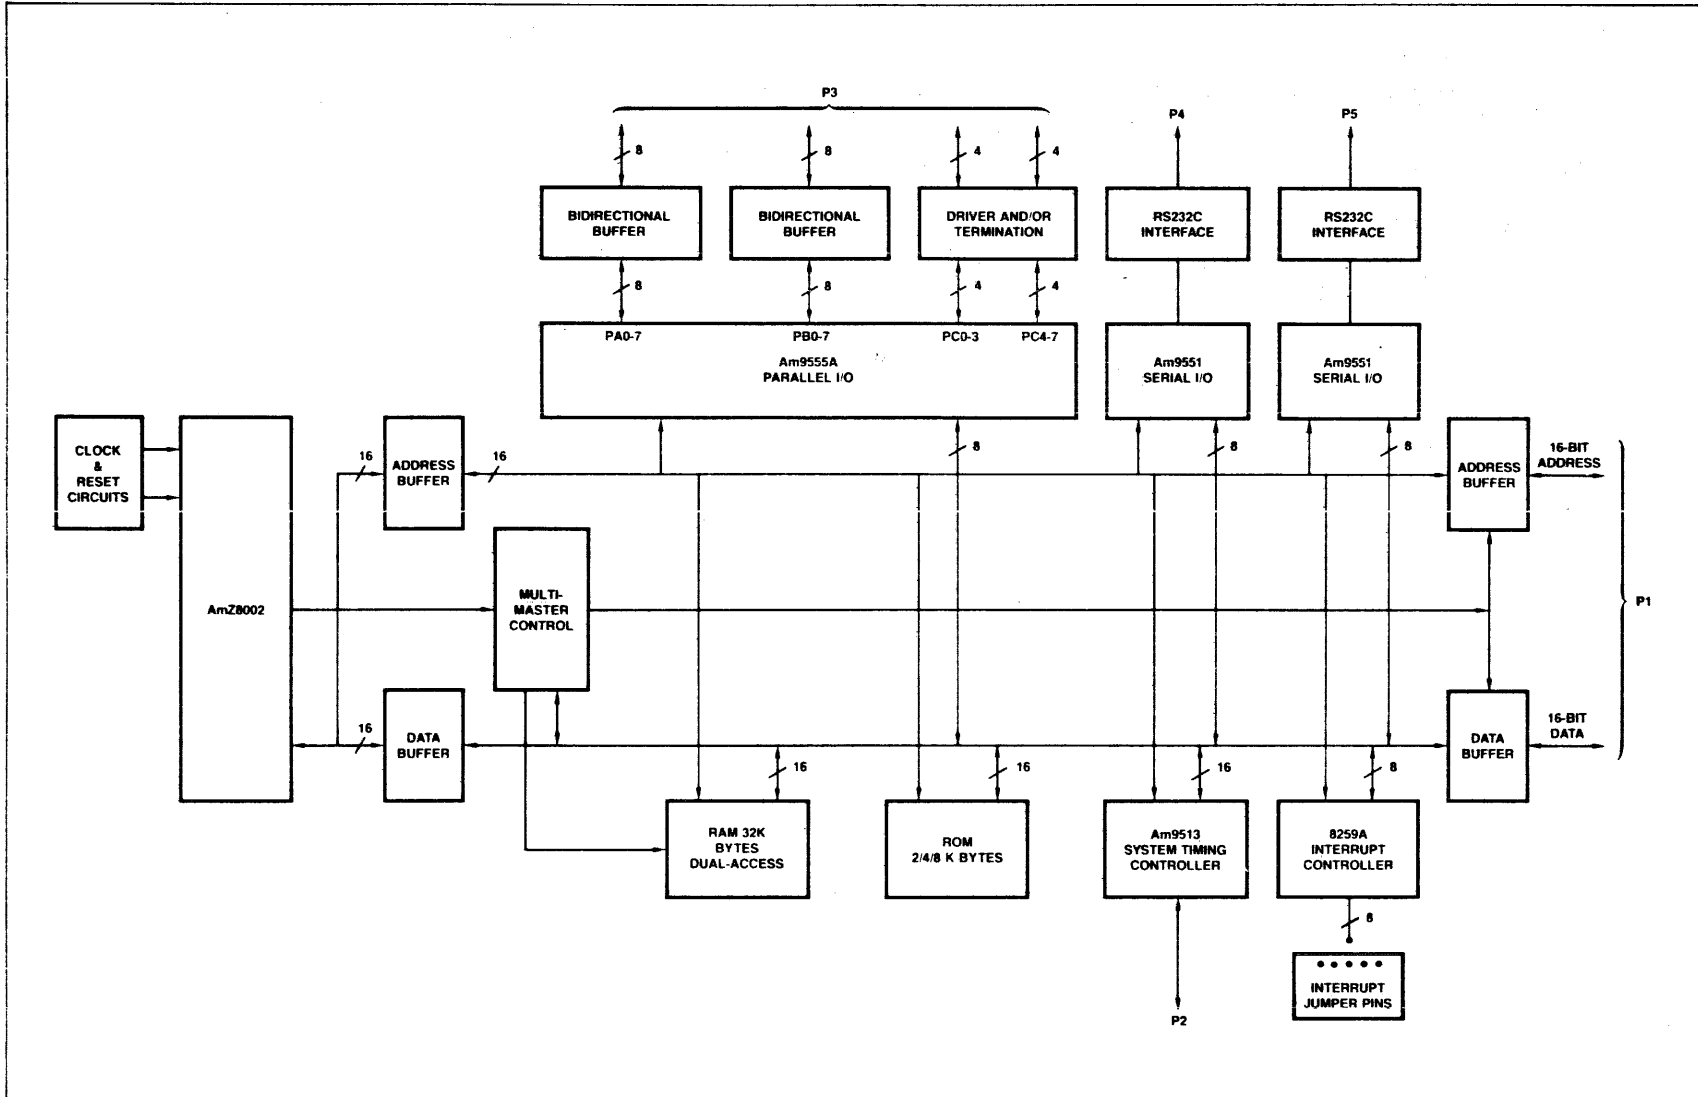 P3
P4
P5
8
8
4
4
BIDIRECTIONAL
BUFFER
BIDIRECTIONAL
BUFFER
DRIVER AND/OR
TERMINATION
RS232C
INTERFACE
RS232C
INTERFACE
8
8
4
4
PA0-7
PB0-7
PC0-3
PC4-7
Am9555A
PARALLEL I/O
Am9551
SERIAL I/O
Am9551
SERIAL I/O
CLOCK
&
RESET
CIRCUITS
AmZ8002
16
ADDRESS
BUFFER
16
8
8
8
ADDRESS
BUFFER
16-BIT
ADDRESS
MULTI-
MASTER
CONTROL
P1
16
DATA
BUFFER
DATA
BUFFER
16-BIT
DATA
16
16
16
8
RAM 32K
BYTES
DUAL-ACCESS
ROM
2/4/8 K BYTES
Am9513
SYSTEM TIMING
CONTROLLER
8259A
INTERRUPT
CONTROLLER
8
INTERRUPT
JUMPER PINS
P2